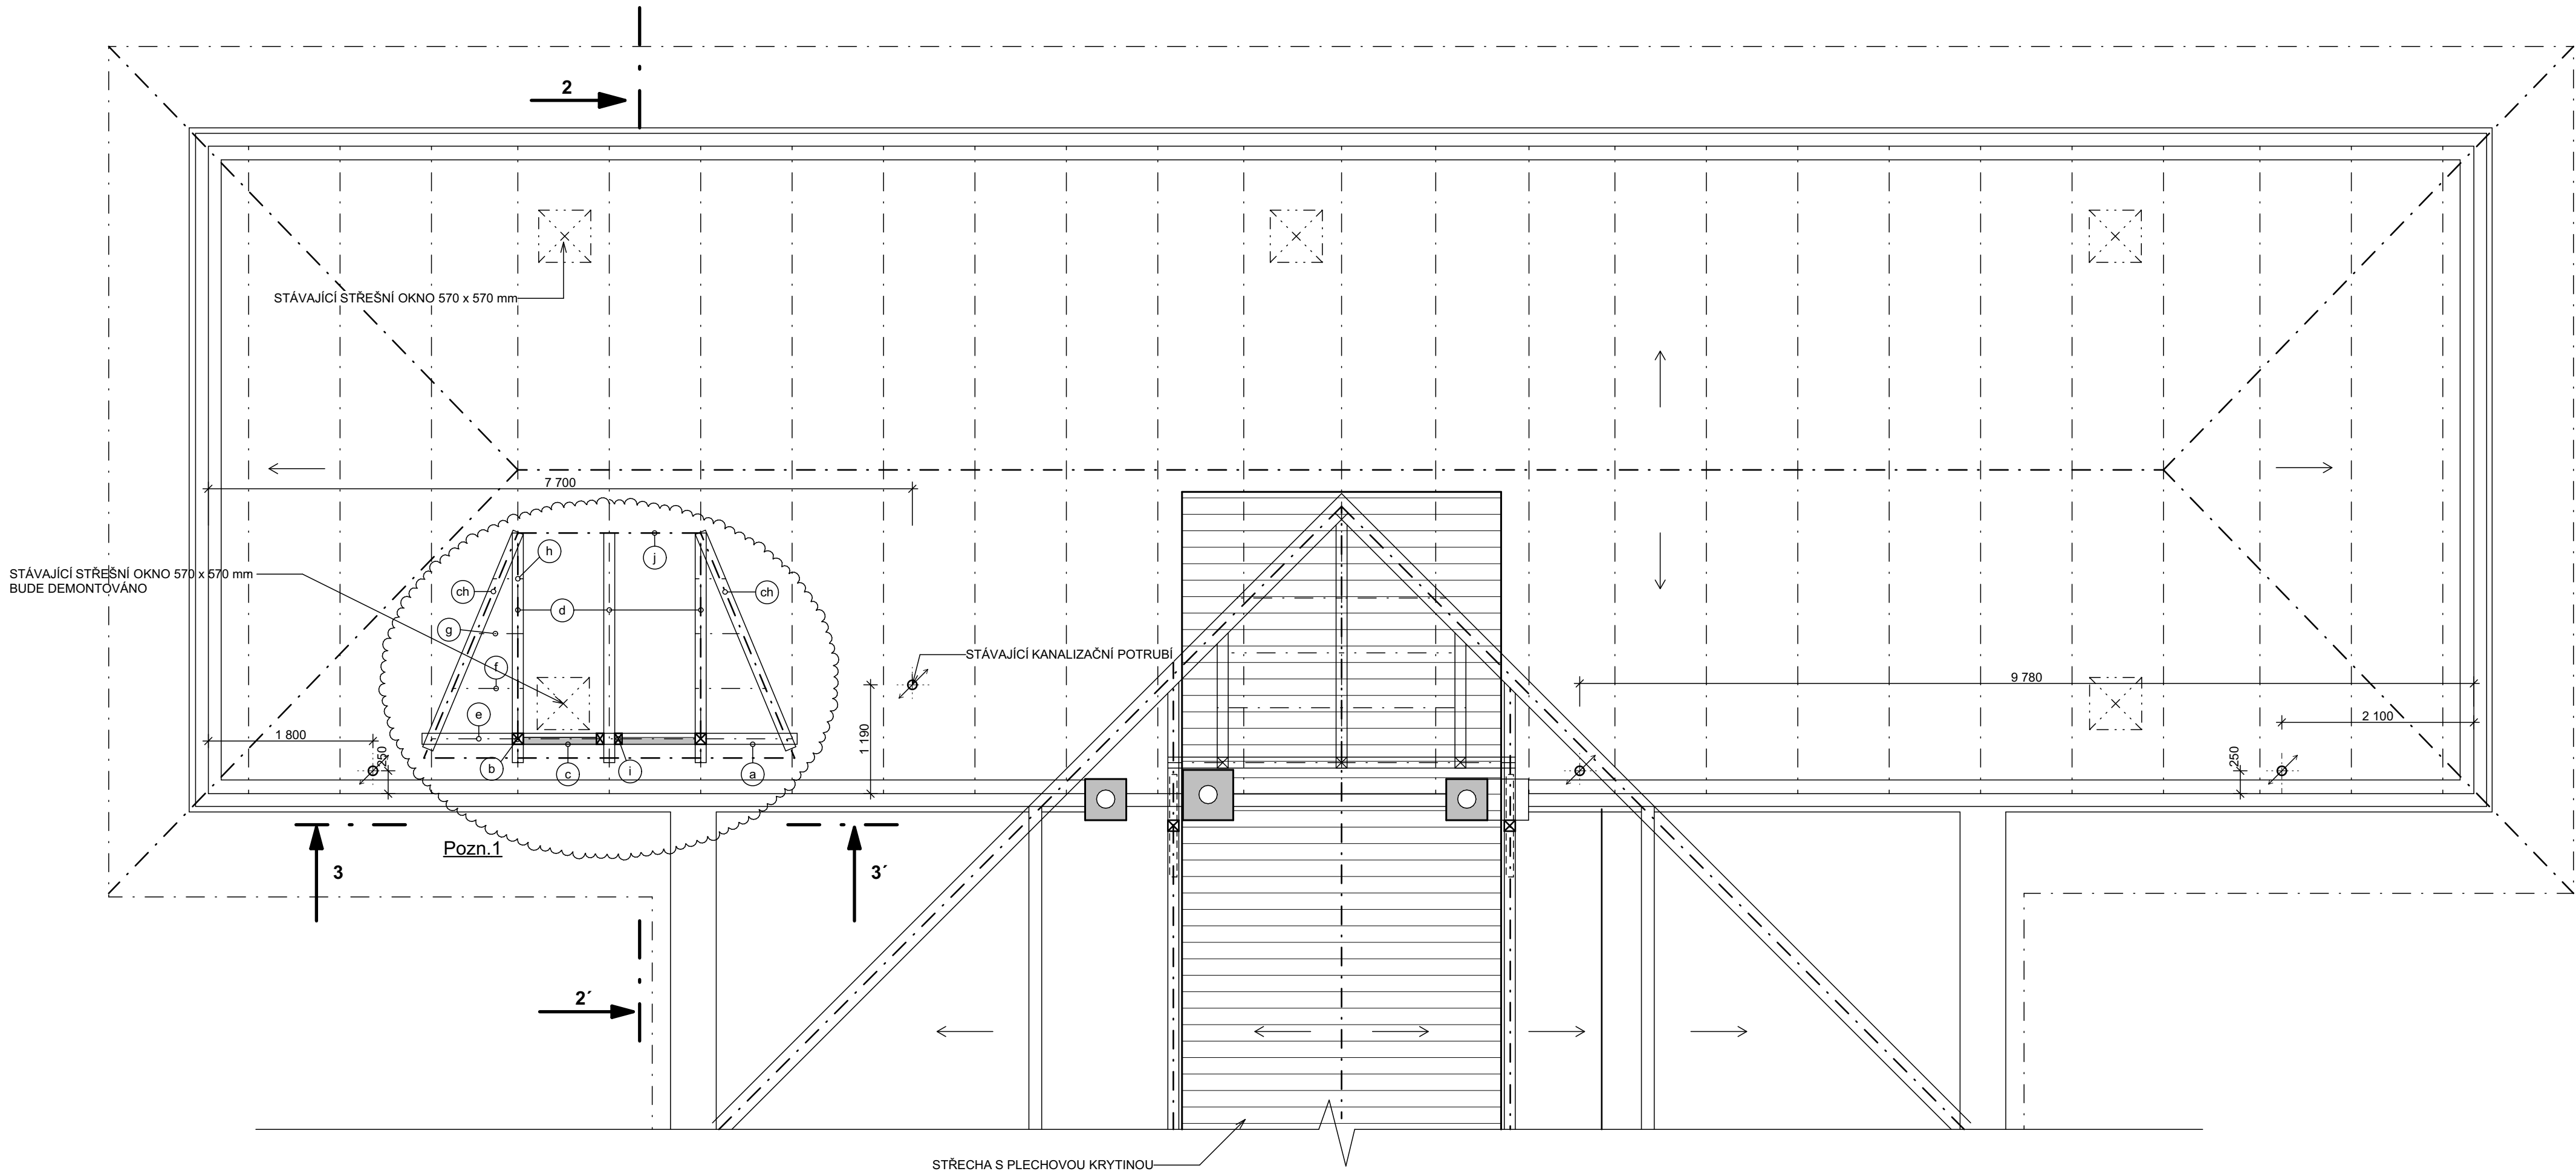 2
STÁVAJÍCÍ STŘEŠNÍ OKNO 570 x 570 mm
7 700
h
j
STÁVAJÍCÍ STŘEŠNÍ OKNO 570 x 570 mm
BUDE DEMONTOVÁNO
ch
ch
d
g
STÁVAJÍCÍ KANALIZAČNÍ POTRUBÍ
f
9 780
e
2 100
1 800
1 190
250
250
b
c
i
a
Pozn.1
3
3´
2´
STŘECHA S PLECHOVOU KRYTINOU